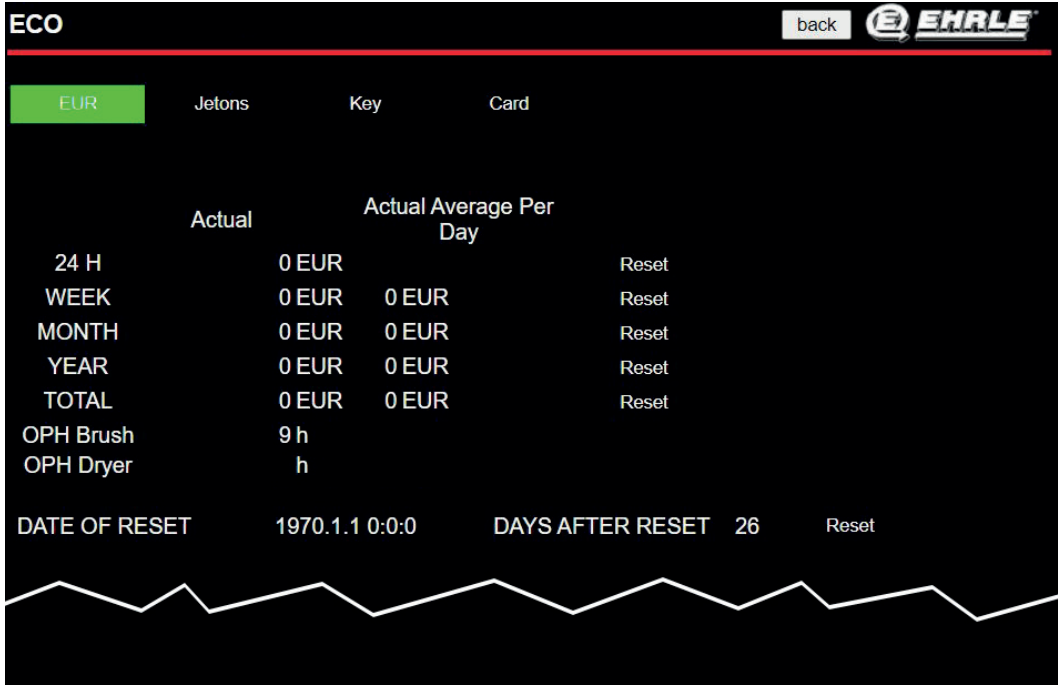 ECO back EHRLE
EUR Jetons Key Card
Actual Actual Average Per
Day
24 H 0 EUR Reset
WEEK 0 EUR 0 EUR Reset
MONTH 0 EUR 0 EUR Reset
YEAR 0 EUR 0 EUR Reset
TOTAL 0 EUR 0 EUR Reset
OPH Brush 9 h
OPH Dryer h
DATE OF RESET 1970.1.1 0:0:0 DAYS AFTER RESET 26 Reset